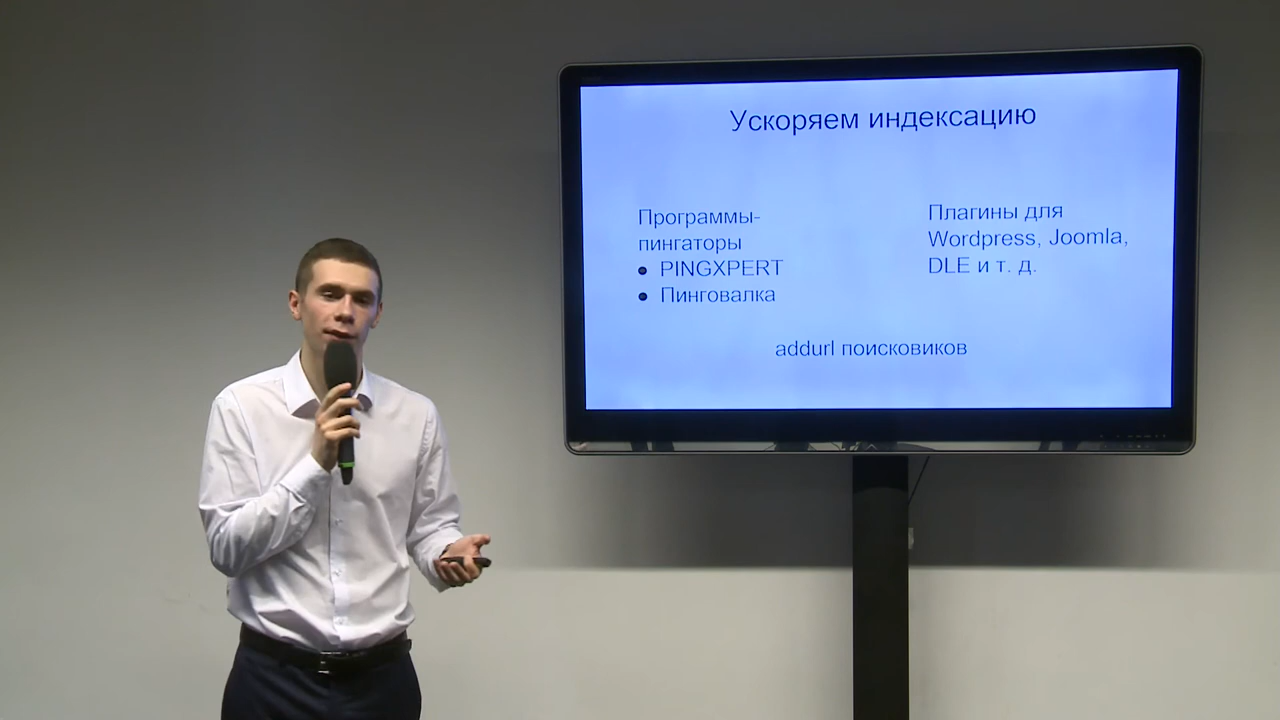 Ускоряем индексацию
Программы-
пингаторы
● PINGXPERT
● Пинговалка
Плагины для
Wordpress, Joomla,
DLE и т. д.
addurl поисковиков